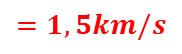 = 1,5km/s